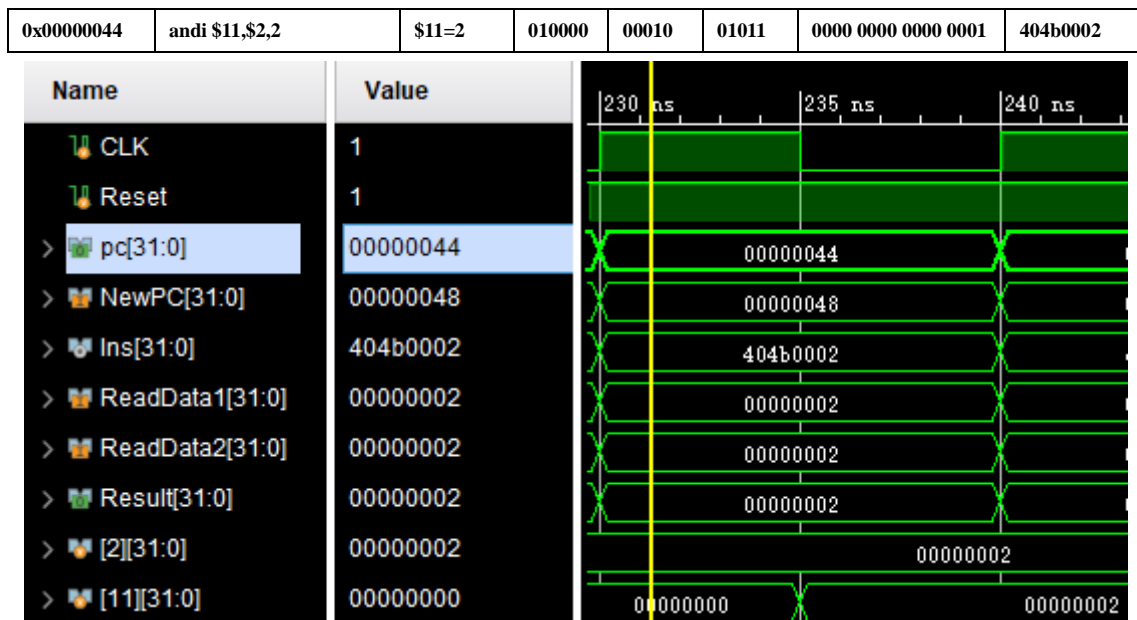 0x00000044 andi $11,$2,2 $11=2 010000 00010 01011 0000 0000 0000 0001 404b0002
Name Value 230 ns 235 ns 240 ns
CLK 1
Reset 1
pc[31:0] 00000044 00000044
NewPC[31:0] 00000048 00000048
Ins[31:0] 404b0002 404b0002
ReadData1[31:0] 00000002 00000002
ReadData2[31:0] 00000002 00000002
Result[31:0] 00000002 00000002
[2][31:0] 00000002 00000002
[11][31:0] 00000000 00000000 00000002